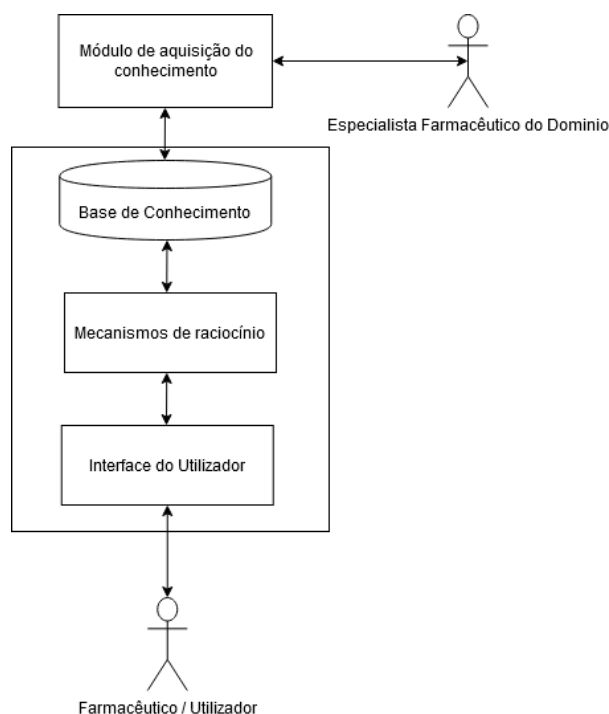 Módulo de aquisição do
conhecimento
Especialista Farmacêutico do Dominio
Base de Conhecimento
Mecanismos de raciocínio
Interface do Utilizador
Farmacêutico / Utilizador